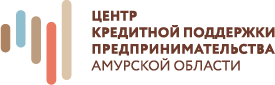 ЦЕНТР
КРЕДИТНОЙ ПОДДЕРЖКИ
ПРЕДПРИНИМАТЕЛЬСТВА
АМУРСКОЙ ОБЛАСТИ